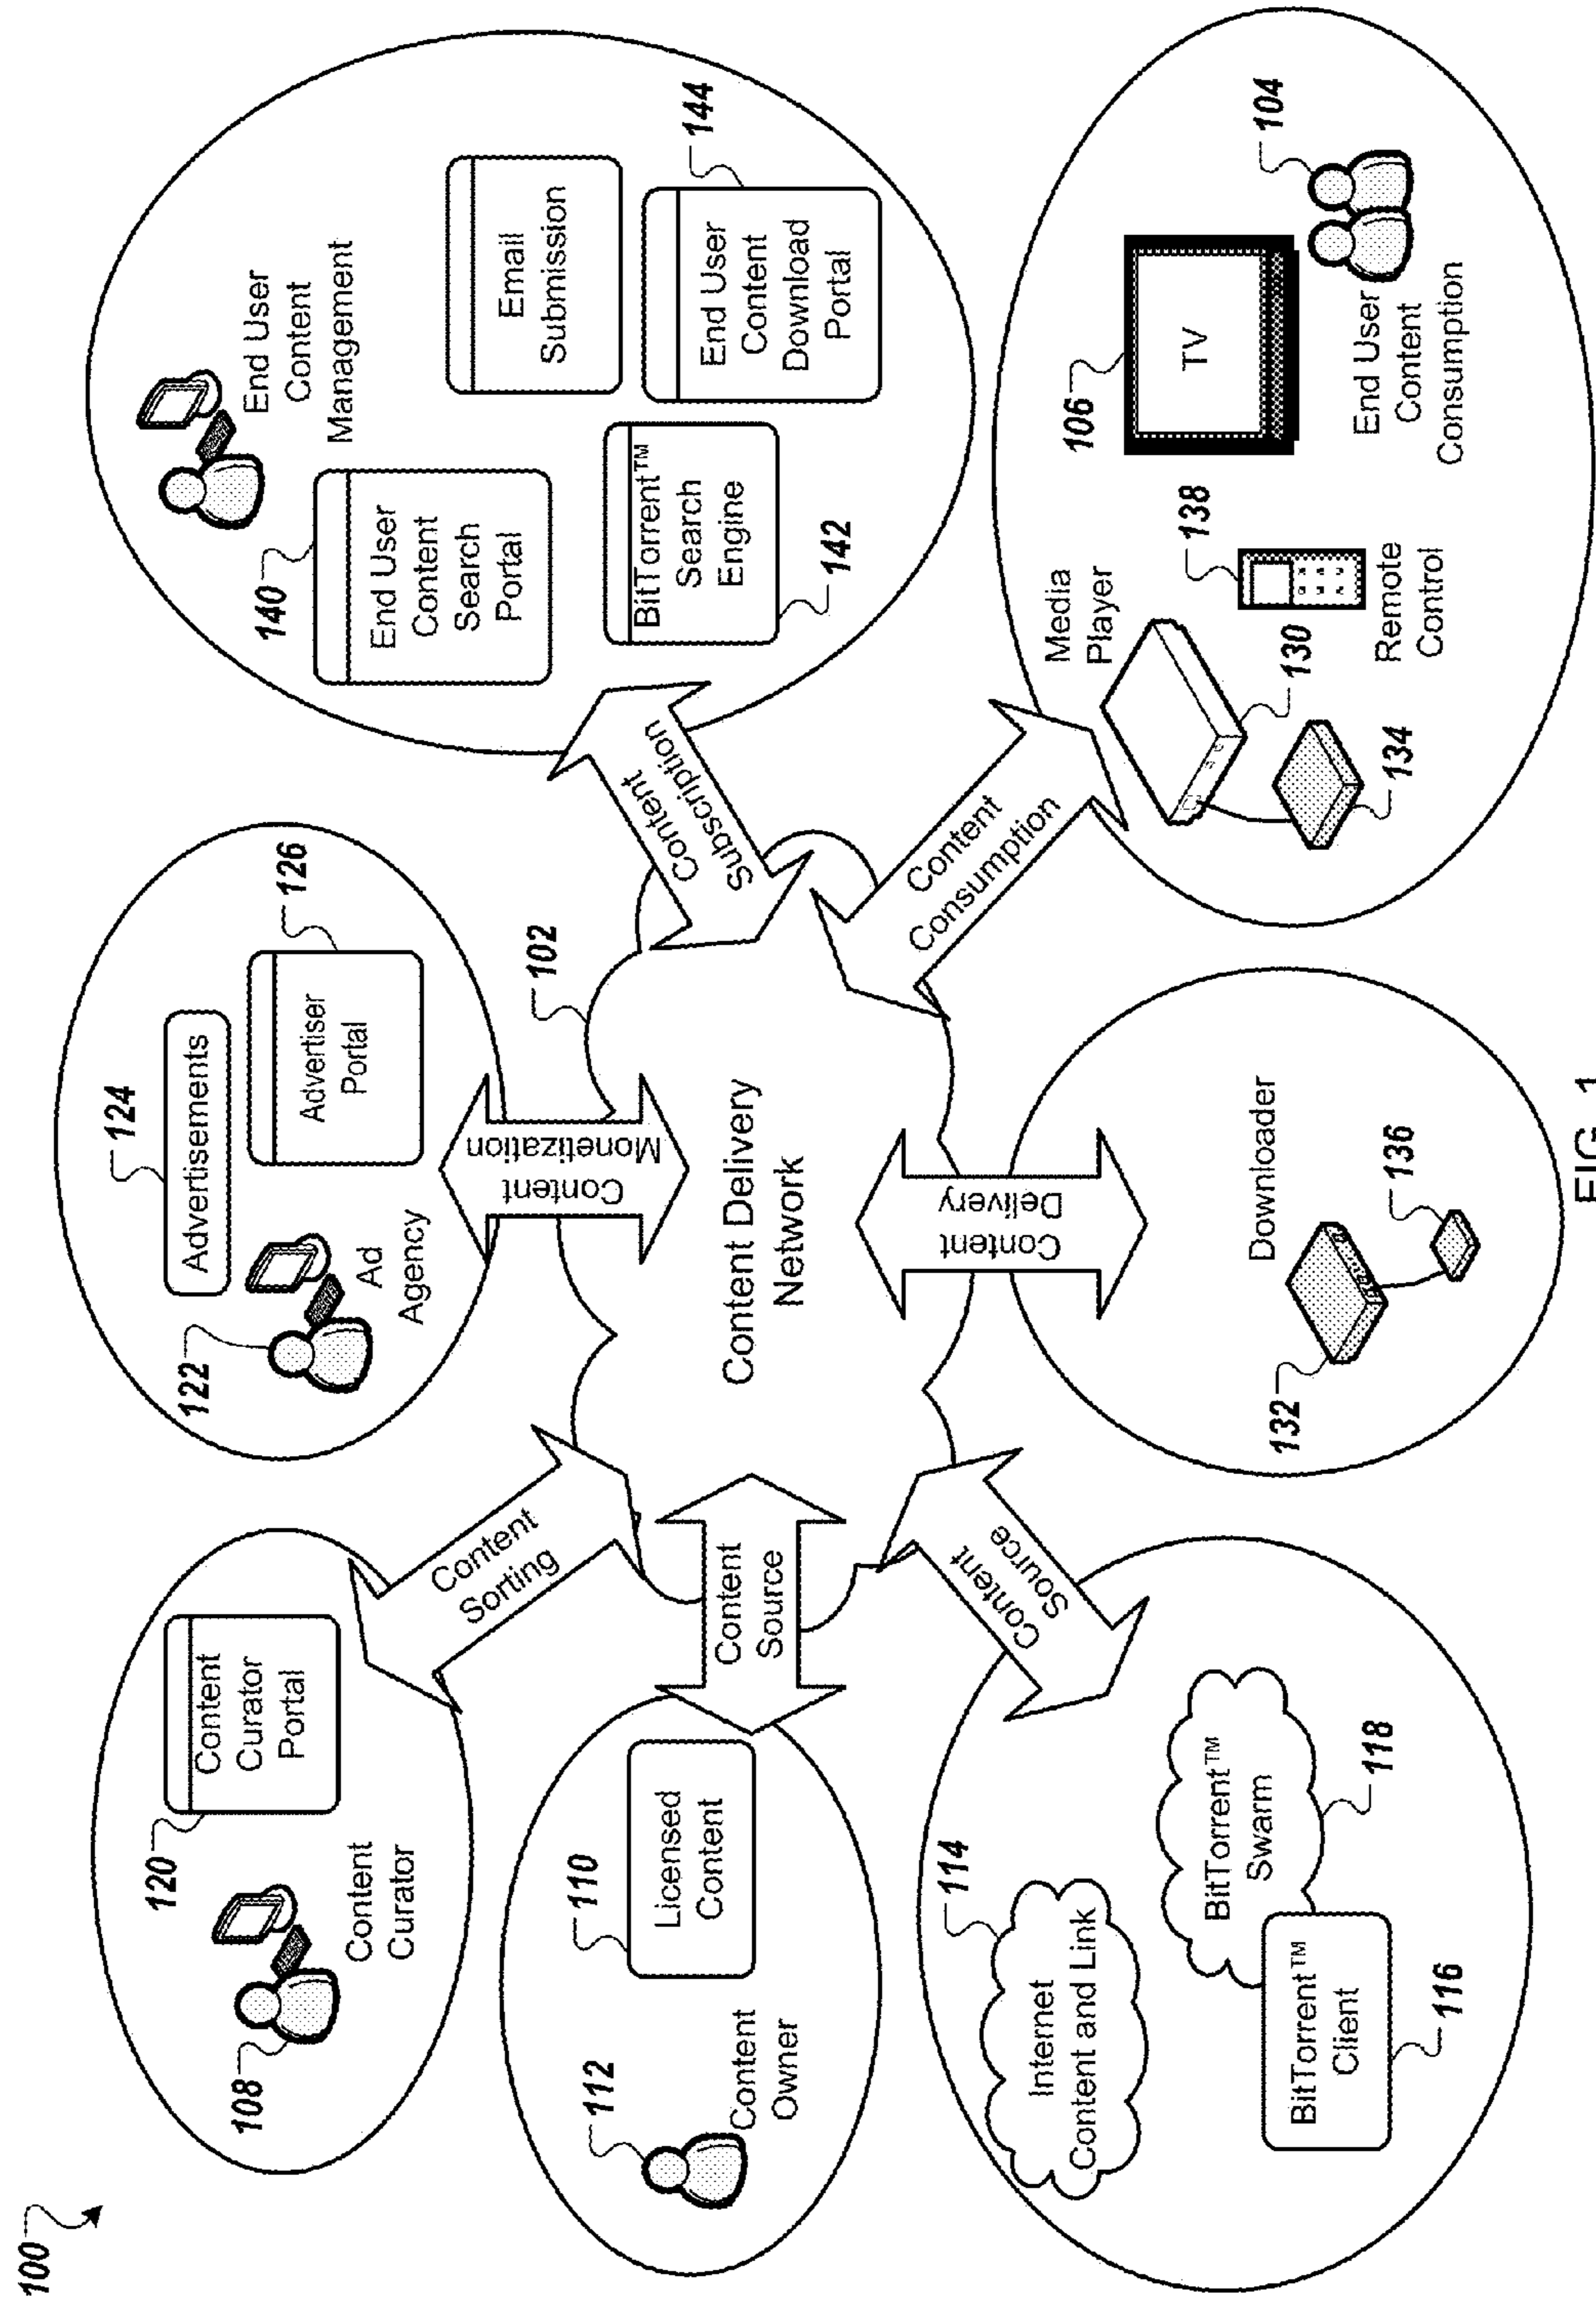 100
108
120
Content
Curator
Portal
Content
Curator
Content
Sorting
122
124
Advertisements
126
Advertiser
Portal
Ad
Agency
Content
Monetization
102
140
End User
Content
Search
Portal
End User
Content
Management
Email
Submission
BitTorrent™
Search
Engine
142
144
End User
Content
Download
Portal
Content
Subscription
112
110
Licensed
Content
Content
Owner
Content
Source
Content Delivery
Network
114
Internet
Content and Link
BitTorrent™
Swarm
118
BitTorrent™
Client
116
Content
Source
Content
Delivery
Downloader
132
136
Content
Consumption
Media
Player
130
134
138
Remote
Control
106
TV
104
End User
Content
Consumption
FIG. 1